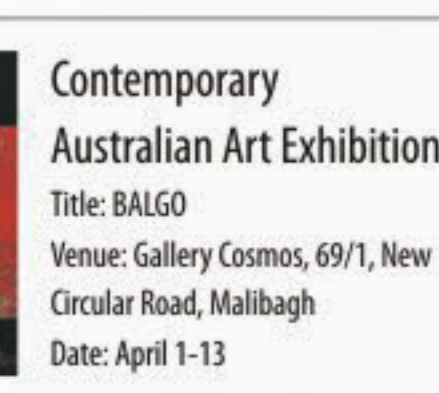 Contemporary
Australian Art Exhibition
Title: BALGO
Venue: Gallery Cosmos, 69/1, New
Circular Road, Malibagh
Date: April 1-13